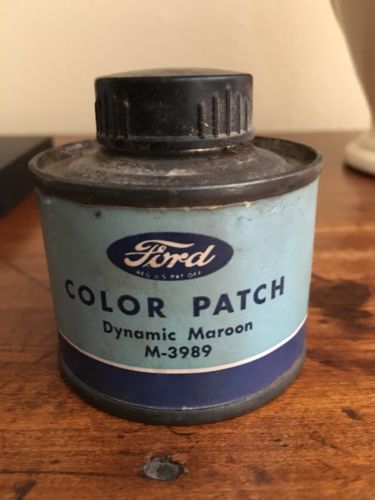 Ford
REG. U.S. PAT. OFF.
COLOR PATCH
Dynamic Maroon
M-3989